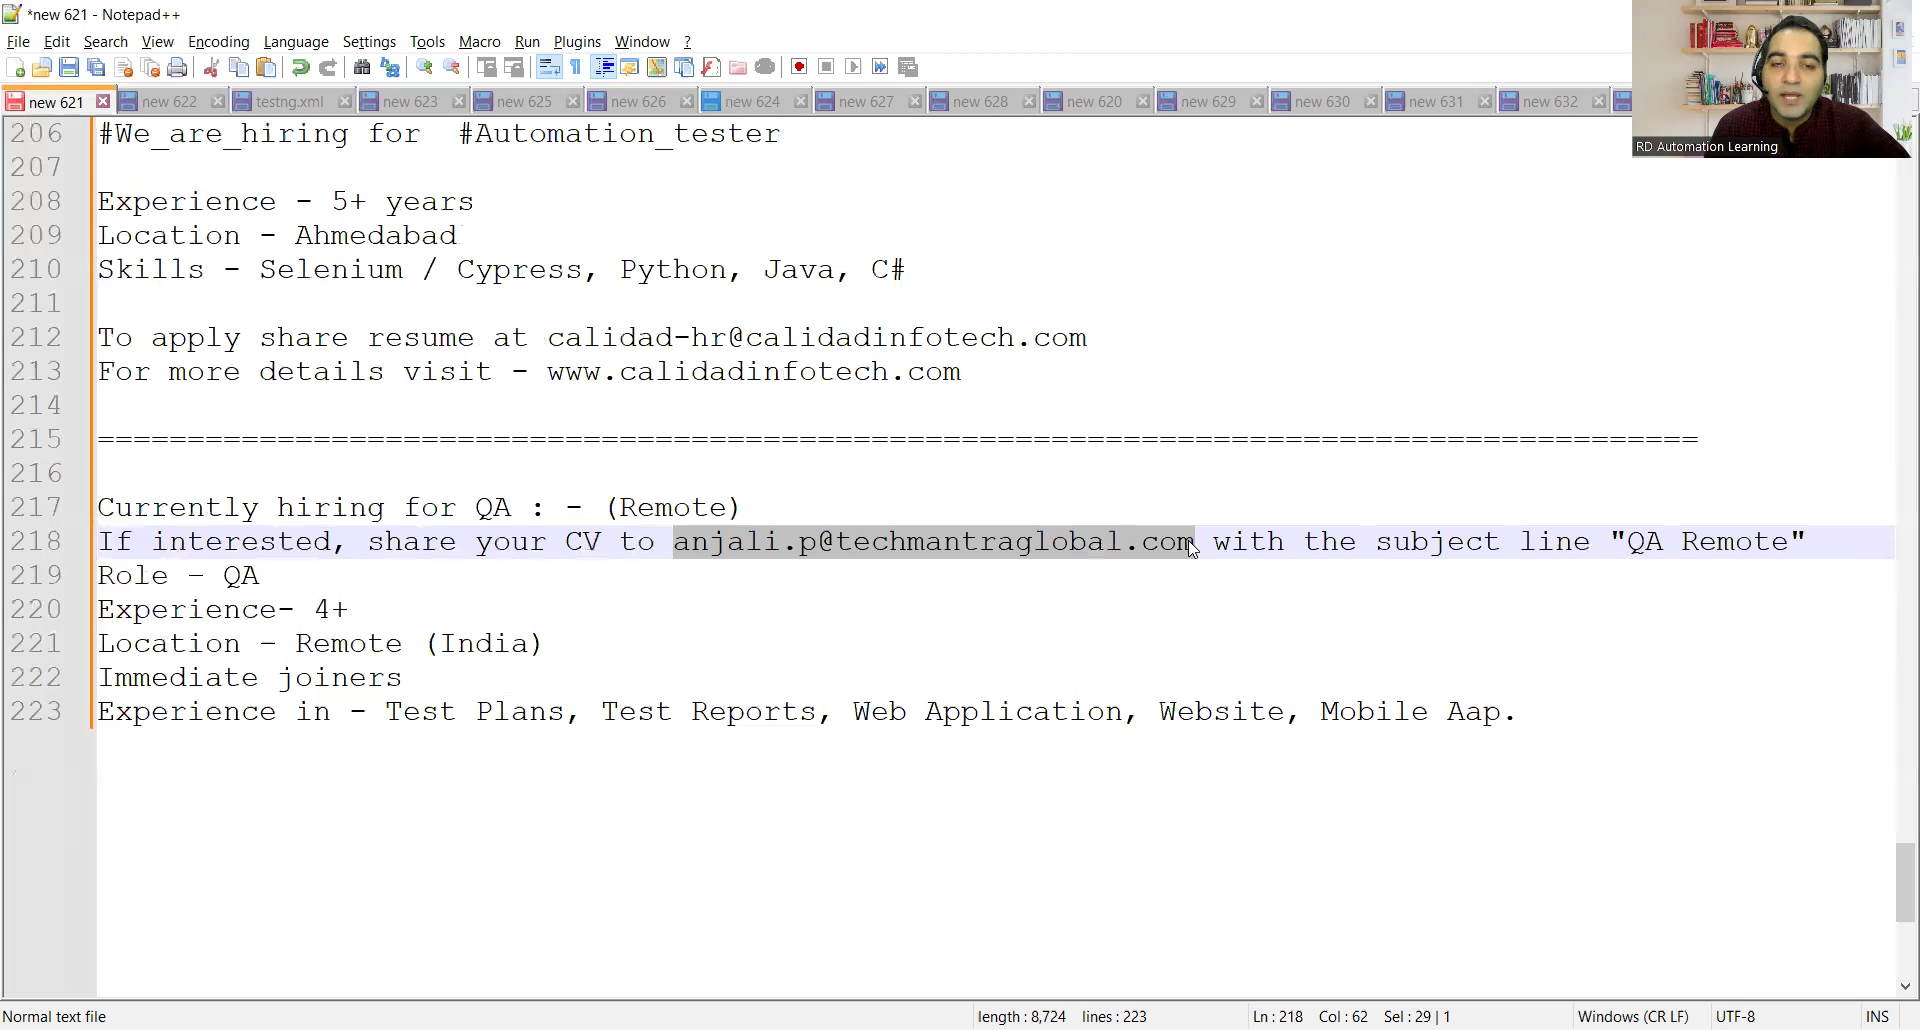 *new 621 - Notepad++
File Edit Search View Encoding Language Settings Tools Macro Run Plugins Window ?
new 621 new 622 testng.xml new 623 new 625 new 626 new 624 new 627 new 628 new 620 new 629 new 630 new 631 new 632
RD Automation Learning
206 #We_are_hiring for  #Automation_tester
207
208 Experience - 5+ years
209 Location - Ahmedabad
210 Skills - Selenium / Cypress, Python, Java, C#
211
212 To apply share resume at calidad-hr@calidadinfotech.com
213 For more details visit - www.calidadinfotech.com
214
215 =========================================================================================
216
217 Currently hiring for QA : - (Remote)
218 If interested, share your CV to anjali.p@techmantraglobal.com with the subject line "QA Remote"
219 Role – QA
220 Experience- 4+
221 Location – Remote (India)
222 Immediate joiners
223 Experience in - Test Plans, Test Reports, Web Application, Website, Mobile Aap.
Normal text file length : 8,724 lines : 223 Ln : 218 Col : 62 Sel : 29 | 1 Windows (CR LF) UTF-8 INS